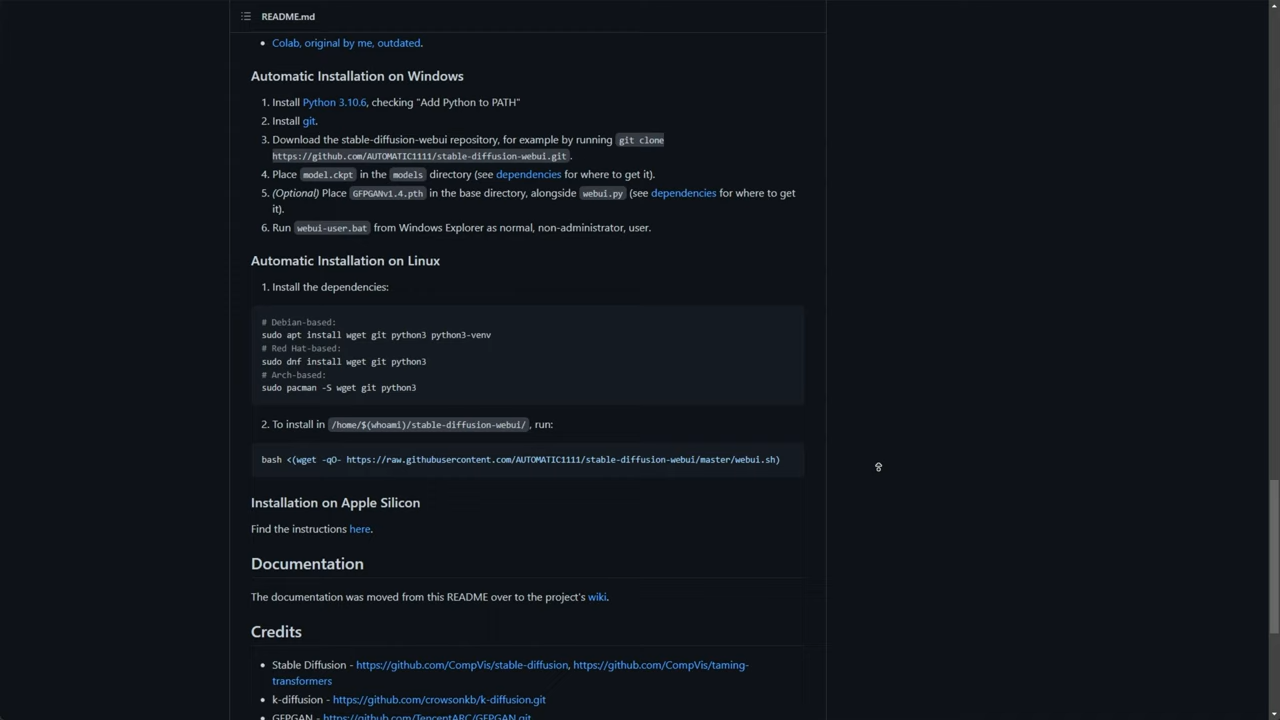 README.md
Colab, original by me, outdated.
Automatic Installation on Windows
1. Install Python 3.10.6, checking "Add Python to PATH"
2. Install git.
3. Download the stable-diffusion-webui repository, for example by running git clone
https://github.com/AUTOMATIC1111/stable-diffusion-webui.git.
4. Place model.ckpt in the models directory (see dependencies for where to get it).
5. (Optional) Place GFPGANv1.4.pth in the base directory, alongside webui.py (see dependencies for where to get
it).
6. Run webui-user.bat from Windows Explorer as normal, non-administrator, user.
Automatic Installation on Linux
1. Install the dependencies:
# Debian-based:
sudo apt install wget git python3 python3-venv
# Red Hat-based:
sudo dnf install wget git python3
# Arch-based:
sudo pacman -S wget git python3
2. To install in /home/$(whoami)/stable-diffusion-webui/, run:
bash <(wget -qO- https://raw.githubusercontent.com/AUTOMATIC1111/stable-diffusion-webui/master/webui.sh)
Installation on Apple Silicon
Find the instructions here.
Documentation
The documentation was moved from this README over to the project's wiki.
Credits
Stable Diffusion - https://github.com/CompVis/stable-diffusion, https://github.com/CompVis/taming-
transformers
k-diffusion - https://github.com/crowsonkb/k-diffusion.git
GFPGAN - https://github.com/TencentARC/GFPGAN.git